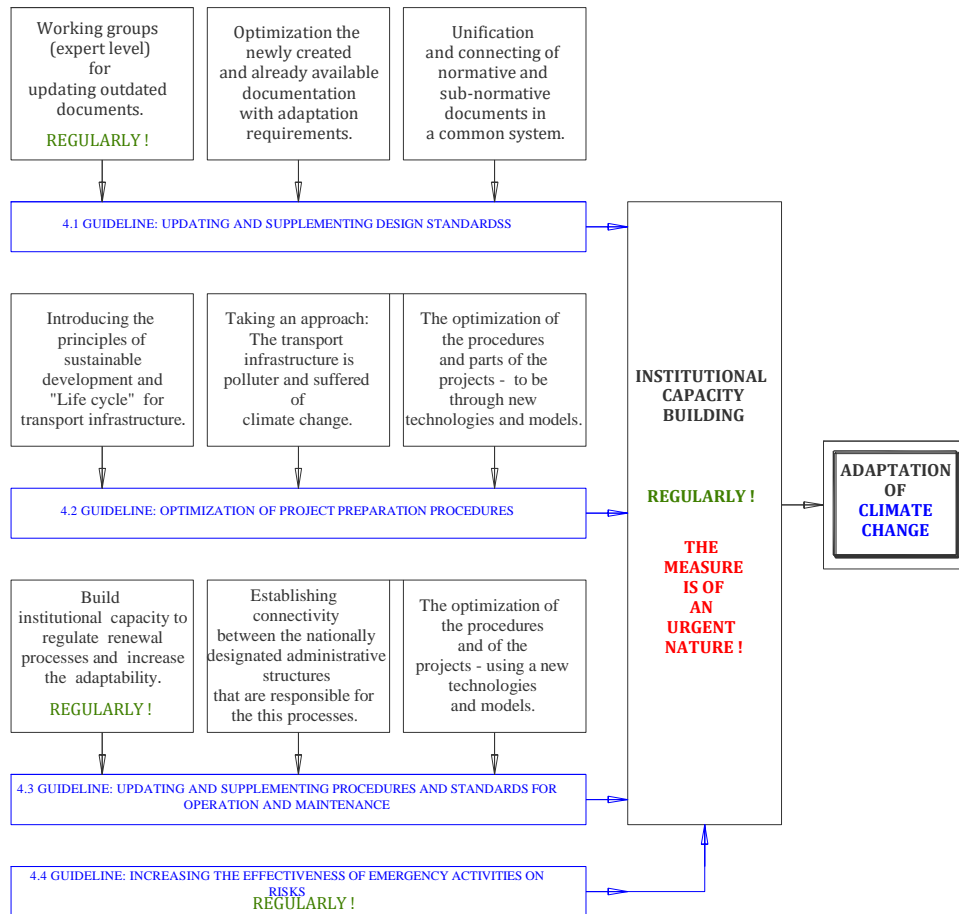 Working groups
(expert level)
for
updating outdated
documents.
REGULARLY !
Optimization the
newly created
and already available
documentation
with adaptation
requirements.
Unification
and connecting of
normative and
sub-normative
documents in
a common system.
4.1 GUIDELINE: UPDATING AND SUPPLEMENTING DESIGN STANDARDSS
Introducing the
principles of
sustainable
development and
"Life cycle" for
transport infrastructure.
Taking an approach:
The transport
infrastructure is
polluter and suffered
of
climate change.
The optimization of
the procedures
and parts of the
projects - to be
through new
technologies and models.
4.2 GUIDELINE: OPTIMIZATION OF PROJECT PREPARATION PROCEDURES
Build
institutional capacity to
regulate renewal
processes and increase
the adaptability.
REGULARLY !
Establishing
connectivity
between the nationally
designated administrative
structures
that are responsible for
the this processes.
The optimization of
the procedures
and of the
projects - using a new
technologies
and models.
4.3 GUIDELINE: UPDATING AND SUPPLEMENTING PROCEDURES AND STANDARDS FOR
OPERATION AND MAINTENANCE
4.4 GUIDELINE: INCREASING THE EFFECTIVENESS OF EMERGENCY ACTIVITIES ON
RISKS
REGULARLY !
INSTITUTIONAL
CAPACITY
BUILDING
REGULARLY !
THE
MEASURE
IS OF
AN
URGENT
NATURE !
ADAPTATION
OF
CLIMATE
CHANGE